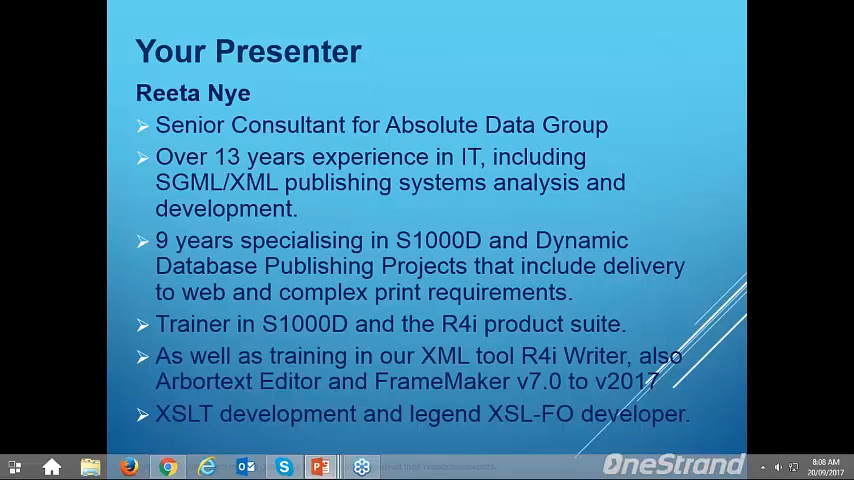 Your Presenter
Reeta Nye
Senior Consultant for Absolute Data Group
Over 13 years experience in IT, including
SGML/XML publishing systems analysis and
development.
9 years specialising in S1000D and Dynamic
Database Publishing Projects that include delivery
to web and complex print requirements.
Trainer in S1000D and the R4i product suite.
As well as training in our XML tool R4i Writer, also
Arbortext Editor and FrameMaker v7.0 to v2017
XSLT development and legend XSL-FO developer.
OneStrand
8:08 AM
20/09/2017